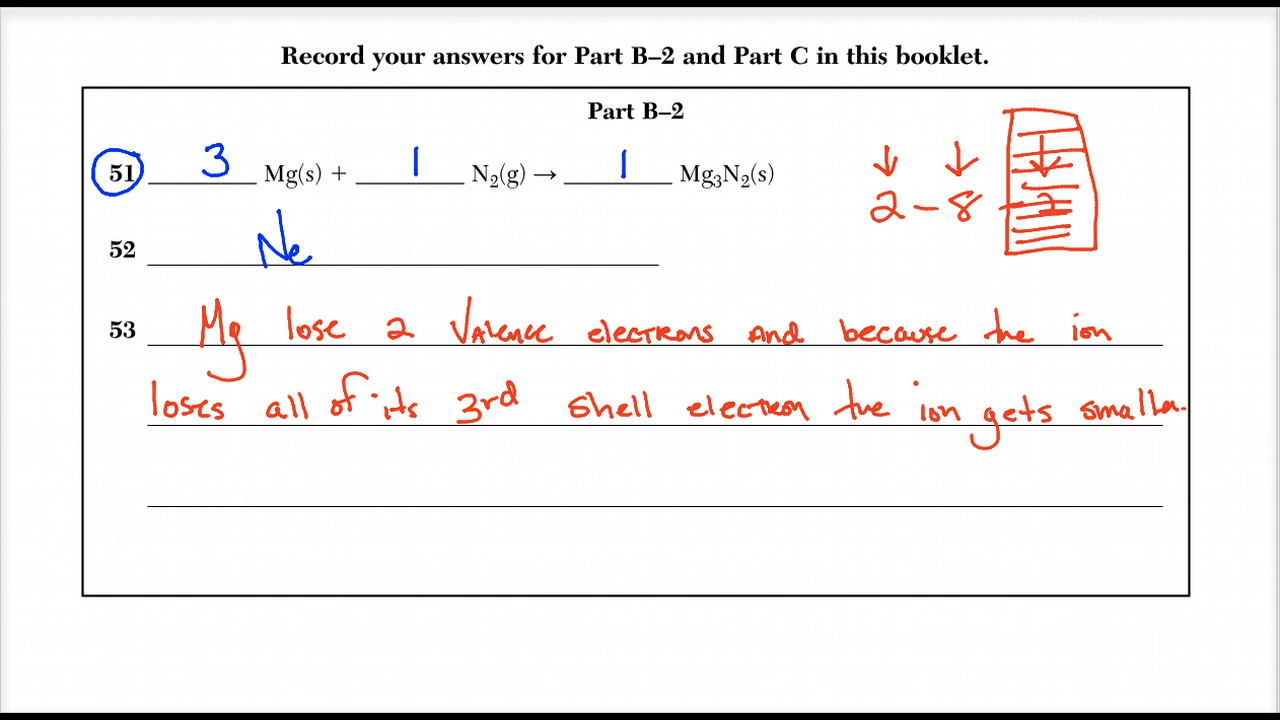 Record your answers for Part B–2 and Part C in this booklet.
Part B–2
51 3 Mg(s) + 1 N₂(g) → 1 Mg₃N₂(s)
2 - 8 - 2
52 Ne
53 Mg lose 2 Valence electrons and because the ion
loses all of its 3rd shell electron the ion gets smaller.